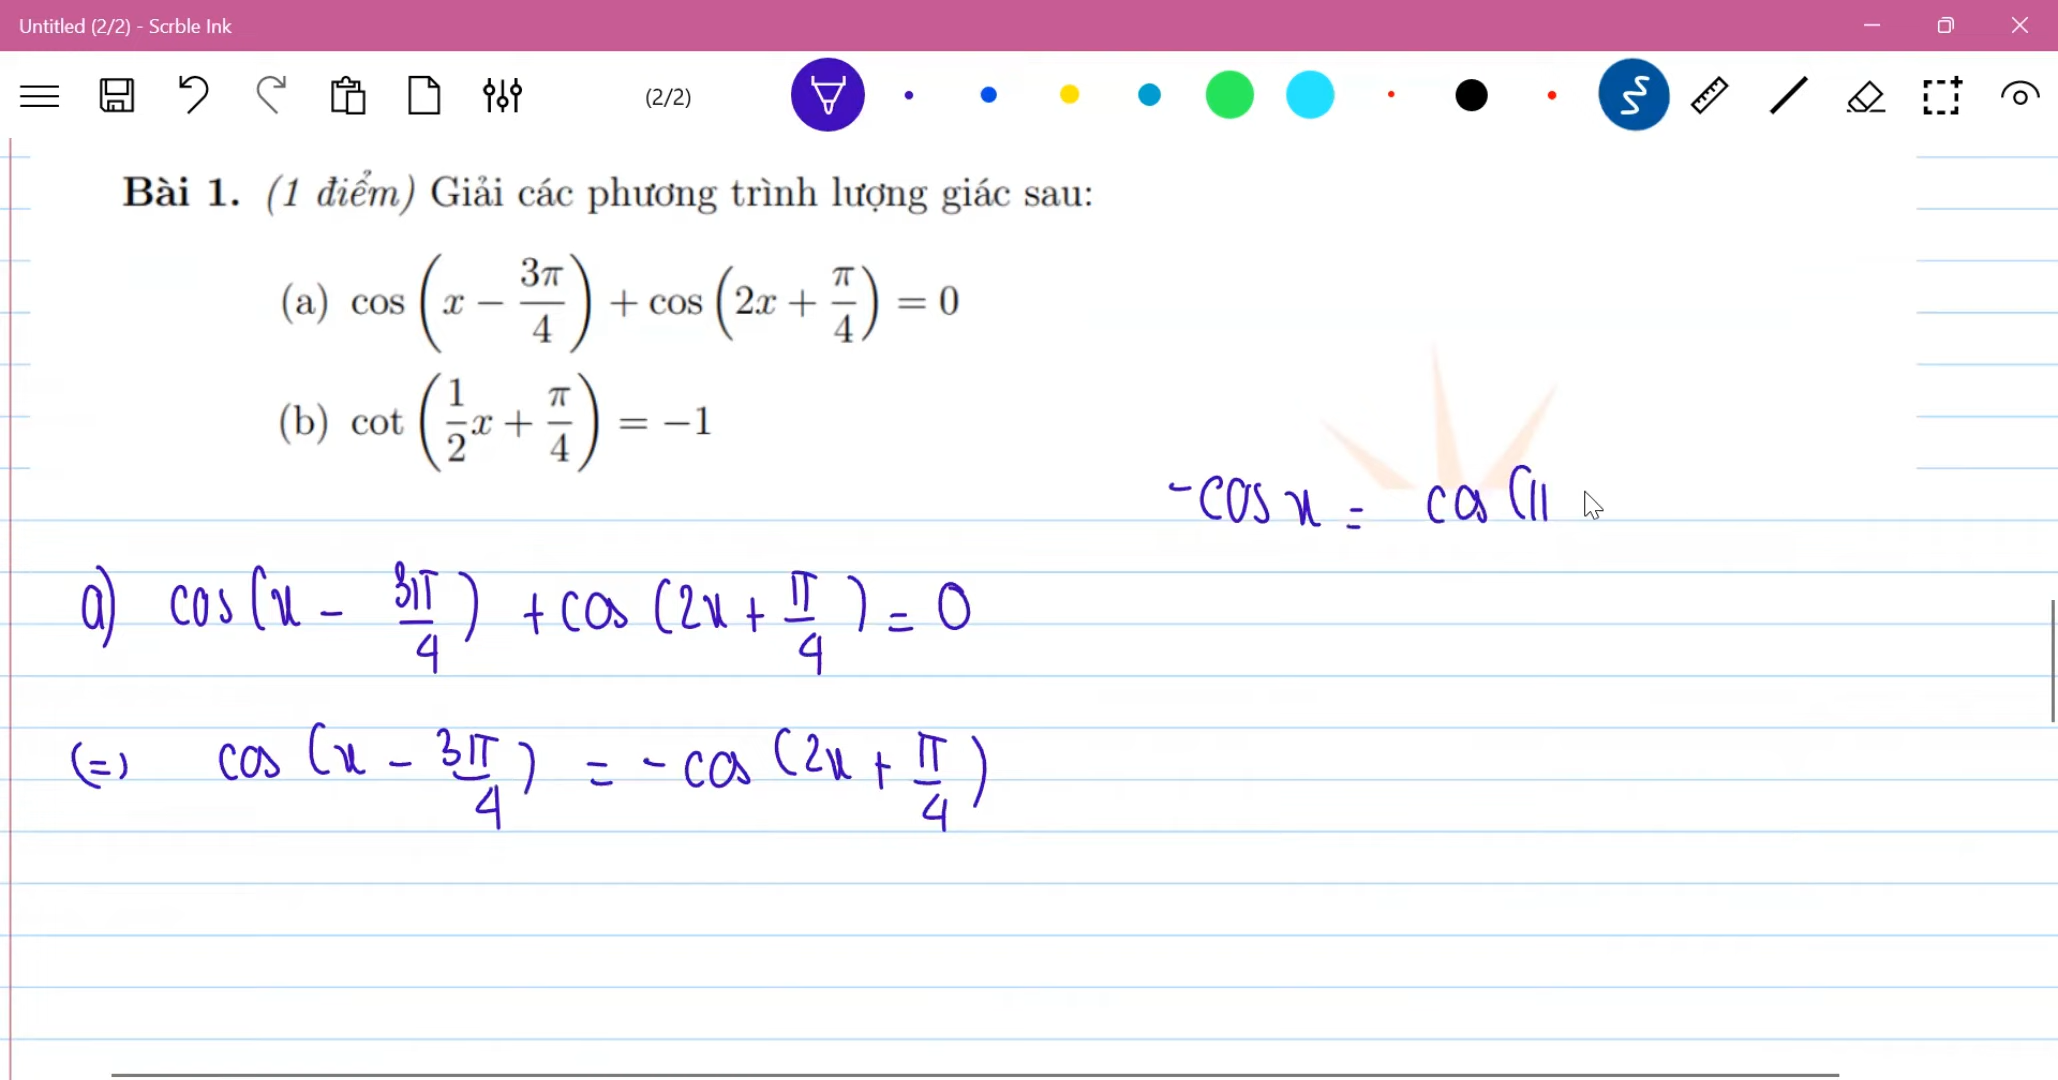 Untitled (2/2) - Scrble Ink
(2/2)
Bài 1. (1 điểm) Giải các phương trình lượng giác sau:
(a) cos(x − 3π/4) + cos(2x + π/4) = 0
(b) cot(1/2 x + π/4) = −1
-cos x = cos(π
a) cos(x - 3π/4) + cos(2x + π/4) = 0
(=) cos(x - 3π/4) = - cos(2x + π/4)